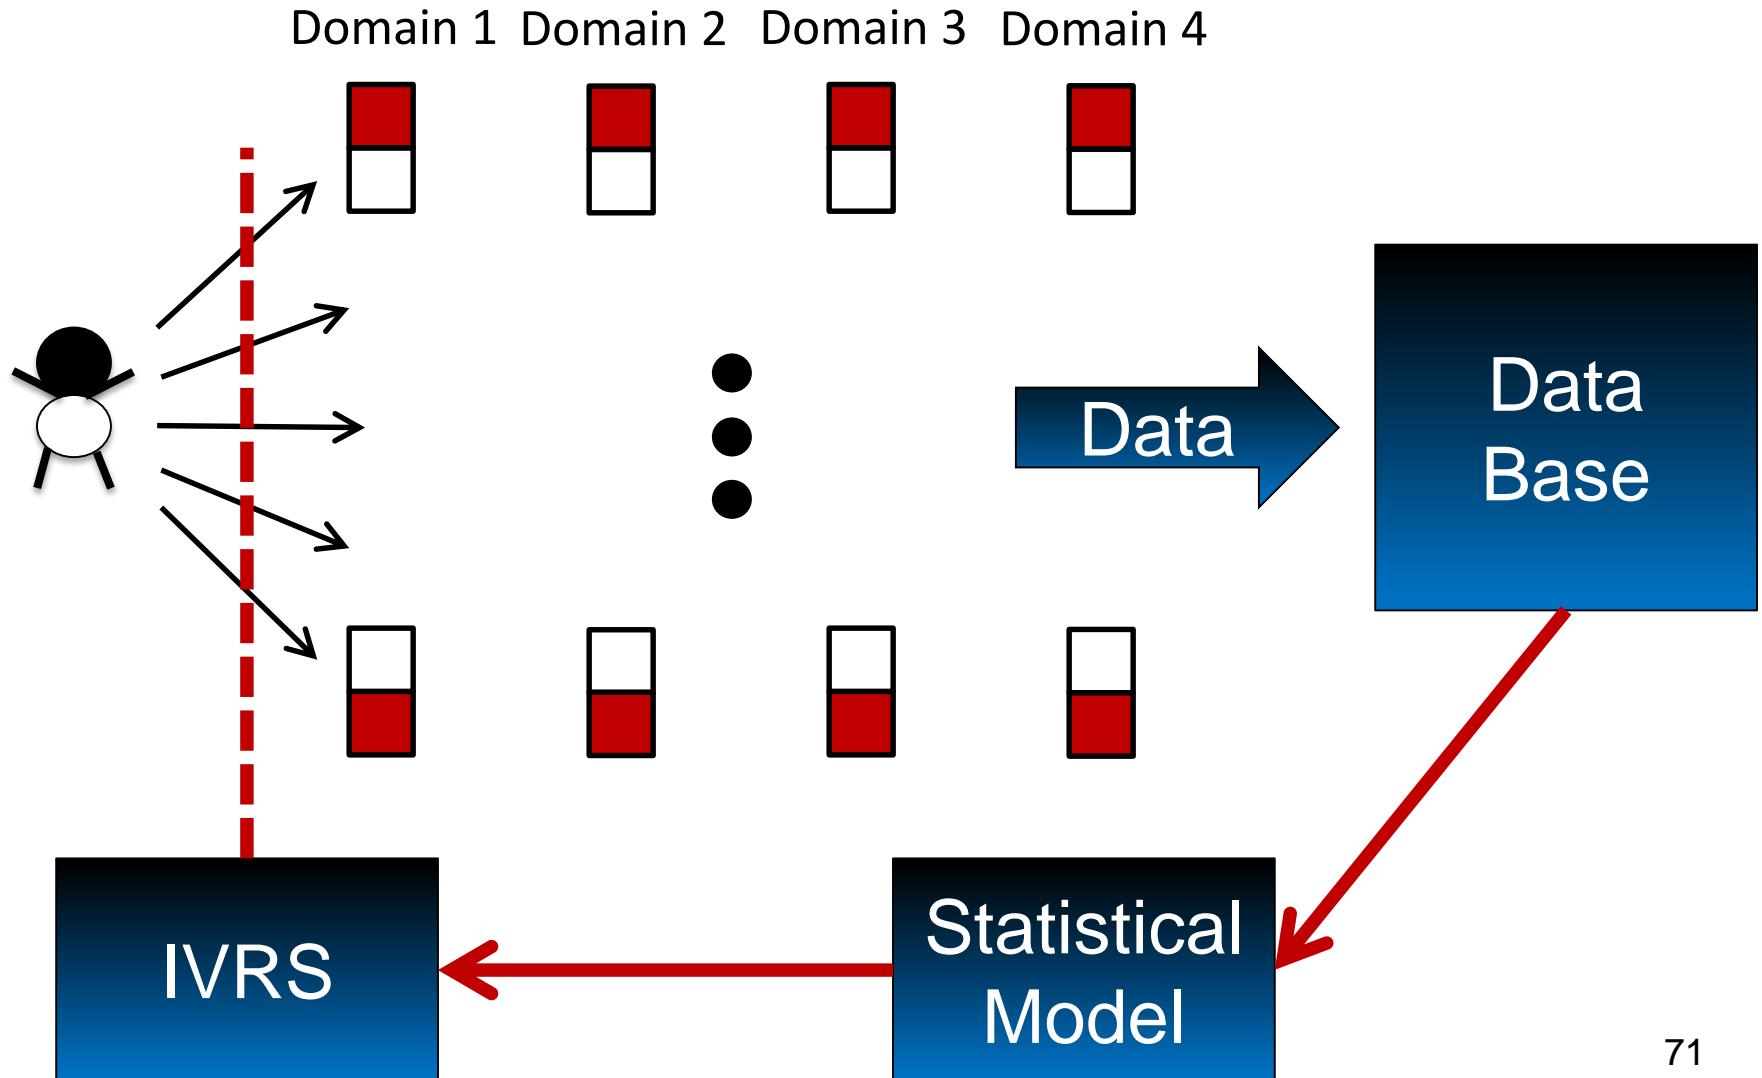 Domain 1 Domain 2 Domain 3 Domain 4
Data
Data
Base
IVRS
Statistical
Model
71